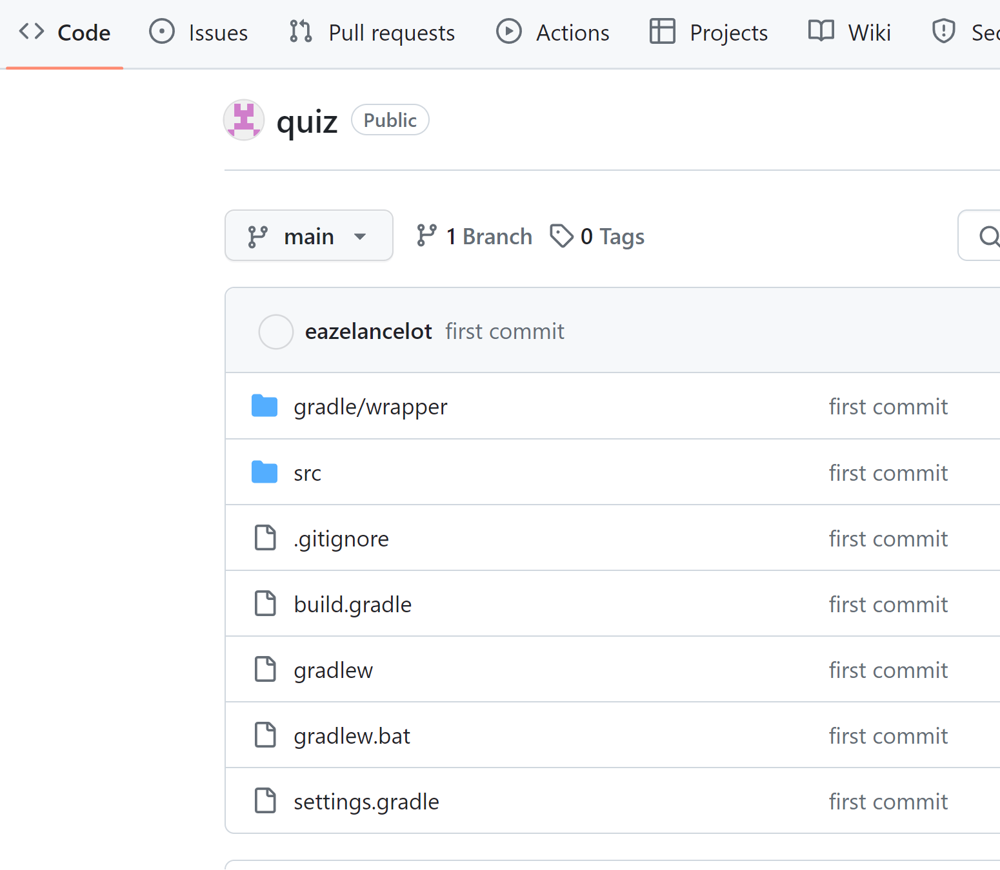 Code Issues Pull requests Actions Projects Wiki
quiz Public
main 1 Branch 0 Tags
eazelancelot first commit
gradle/wrapper first commit
src first commit
.gitignore first commit
build.gradle first commit
gradlew first commit
gradlew.bat first commit
settings.gradle first commit